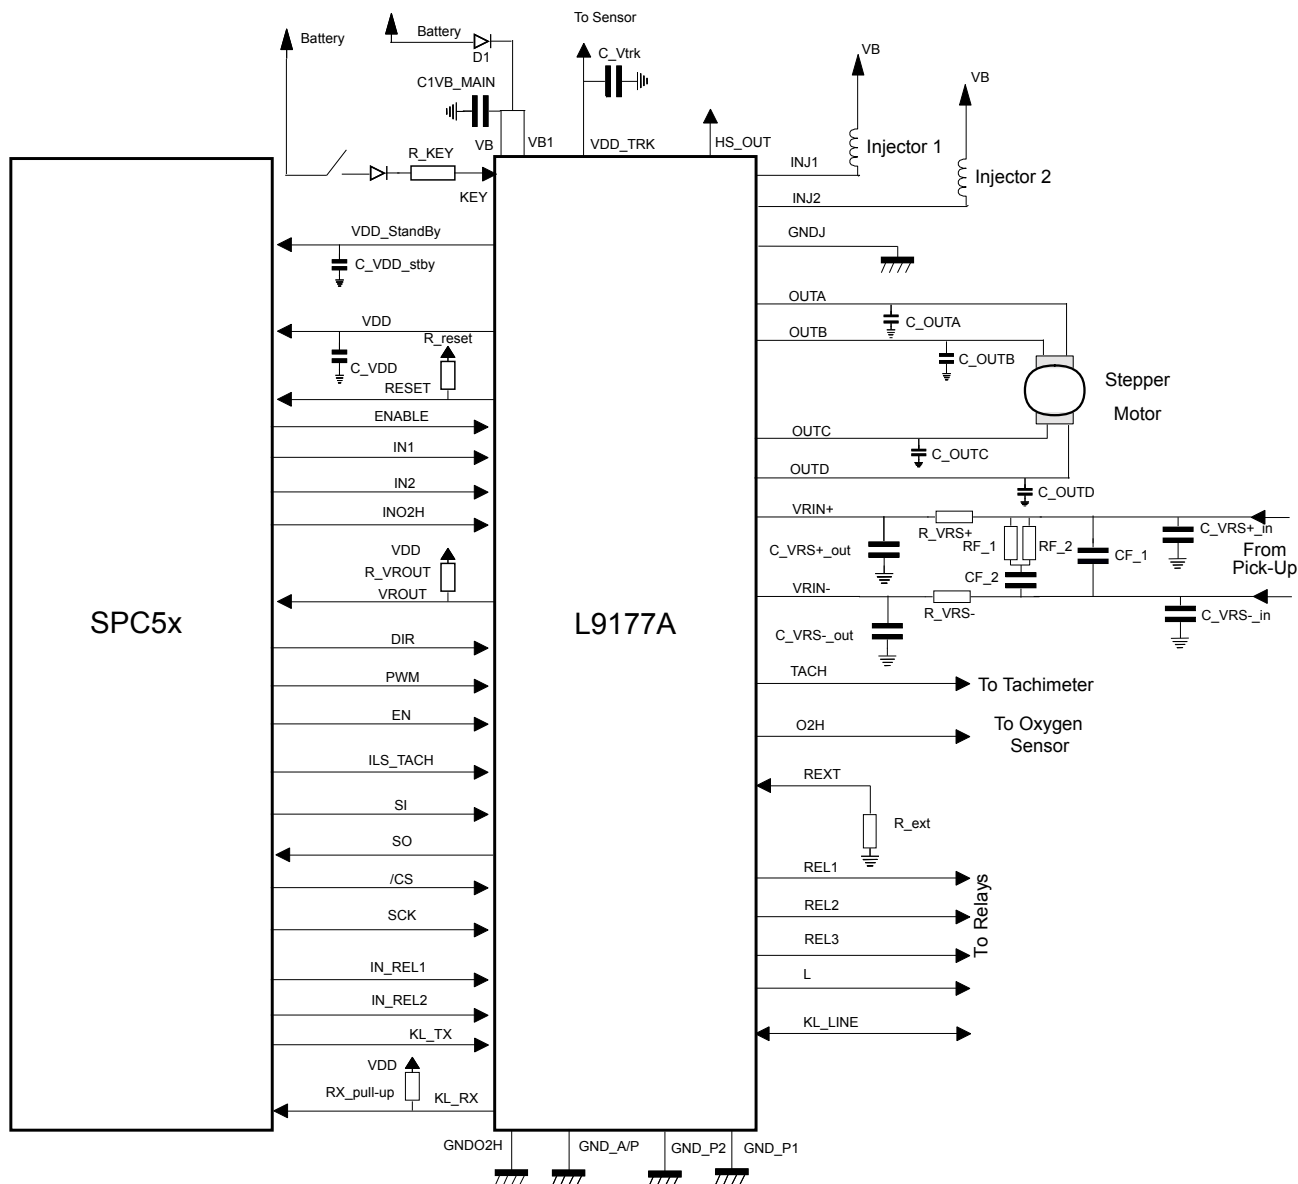 To Sensor
Battery
Battery
D1
C_Vtrk
C1VB_MAIN
VB
VB1
VDD_TRK
HS_OUT
VB
VB
Injector 1
Injector 2
R_KEY
KEY
INJ1
INJ2
GNDJ
VDD_StandBy
C_VDD_stby
VDD
C_VDD
R_reset
RESET
ENABLE
IN1
IN2
INO2H
VDD
R_VROUT
VROUT
DIR
PWM
EN
ILS_TACH
SI
SO
/CS
SCK
IN_REL1
IN_REL2
KL_TX
VDD
RX_pull-up
KL_RX
SPC5x
L9177A
OUTA
C_OUTA
OUTB
C_OUTB
Stepper
Motor
OUTC
C_OUTC
OUTD
C_OUTD
VRIN+
C_VRS+_out
R_VRS+
RF_1
RF_2
CF_1
CF_2
C_VRS+_in
From
Pick-Up
VRIN-
C_VRS-_out
R_VRS-
C_VRS-_in
TACH
To Tachimeter
O2H
To Oxygen
Sensor
REXT
R_ext
REL1
REL2
REL3
To Relays
L
KL_LINE
GNDO2H
GND_A/P
GND_P2
GND_P1